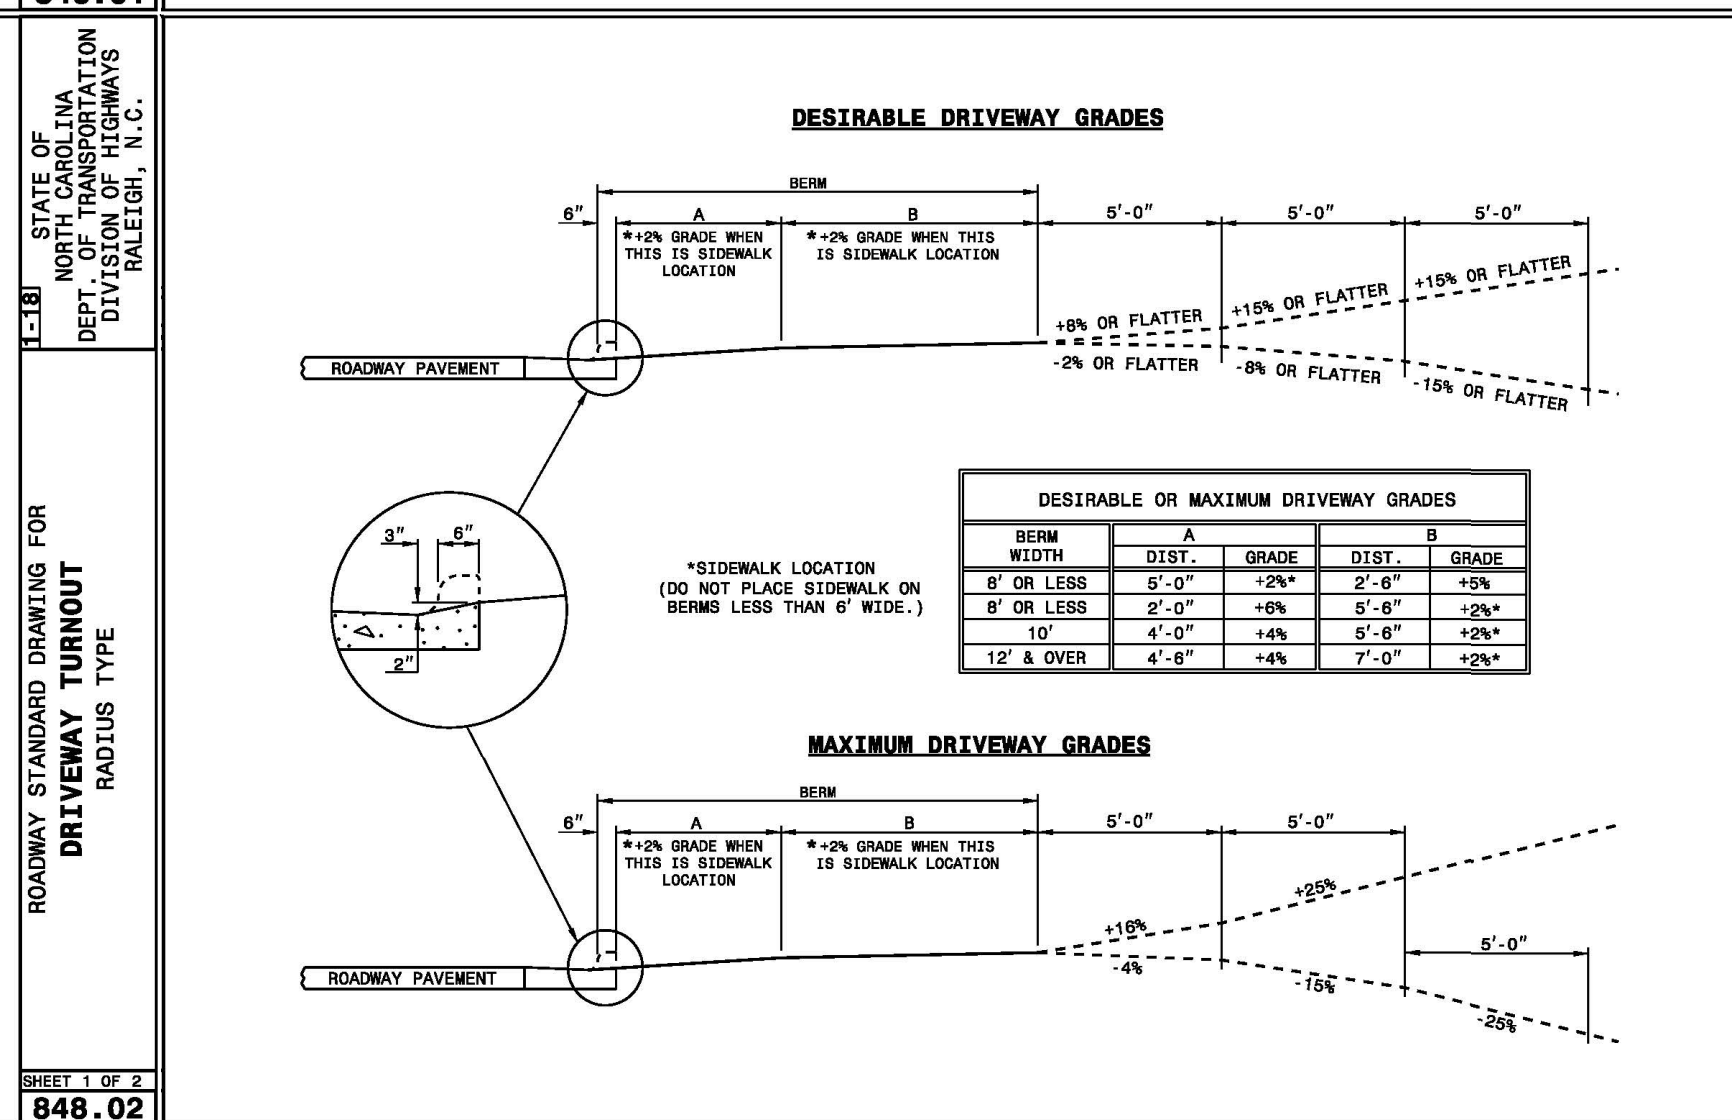 1-18
STATE OF
NORTH CAROLINA
DEPT. OF TRANSPORTATION
DIVISION OF HIGHWAYS
RALEIGH, N.C.
ROADWAY STANDARD DRAWING FOR
DRIVEWAY TURNOUT
RADIUS TYPE
SHEET 1 OF 2
848.02
DESIRABLE DRIVEWAY GRADES
BERM
6" A B 5'-0" 5'-0" 5'-0"
*+2% GRADE WHEN
THIS IS SIDEWALK
LOCATION
*+2% GRADE WHEN THIS
IS SIDEWALK LOCATION
+8% OR FLATTER +15% OR FLATTER +15% OR FLATTER
-2% OR FLATTER -8% OR FLATTER -15% OR FLATTER
ROADWAY PAVEMENT
3" 6"
2"
*SIDEWALK LOCATION
(DO NOT PLACE SIDEWALK ON
BERMS LESS THAN 6' WIDE.)
DESIRABLE OR MAXIMUM DRIVEWAY GRADES
BERM
WIDTH
A B
DIST. GRADE DIST. GRADE
8' OR LESS 5'-0" +2%* 2'-6" +5%
8' OR LESS 2'-0" +6% 5'-6" +2%*
10' 4'-0" +4% 5'-6" +2%*
12' & OVER 4'-6" +4% 7'-0" +2%*
MAXIMUM DRIVEWAY GRADES
BERM
6" A B 5'-0" 5'-0"
*+2% GRADE WHEN
THIS IS SIDEWALK
LOCATION
*+2% GRADE WHEN THIS
IS SIDEWALK LOCATION
+16% +25%
5'-0"
-4% -15% -25%
ROADWAY PAVEMENT